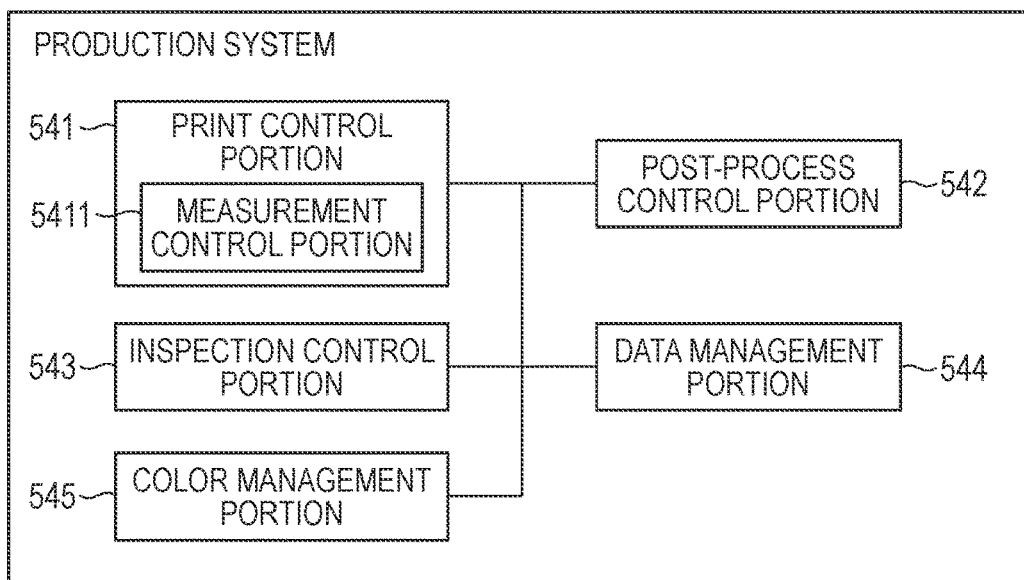 PRODUCTION SYSTEM
541
PRINT CONTROL
PORTION
5411
MEASUREMENT
CONTROL PORTION
POST-PROCESS
CONTROL PORTION
542
543
INSPECTION CONTROL
PORTION
DATA MANAGEMENT
PORTION
544
545
COLOR MANAGEMENT
PORTION